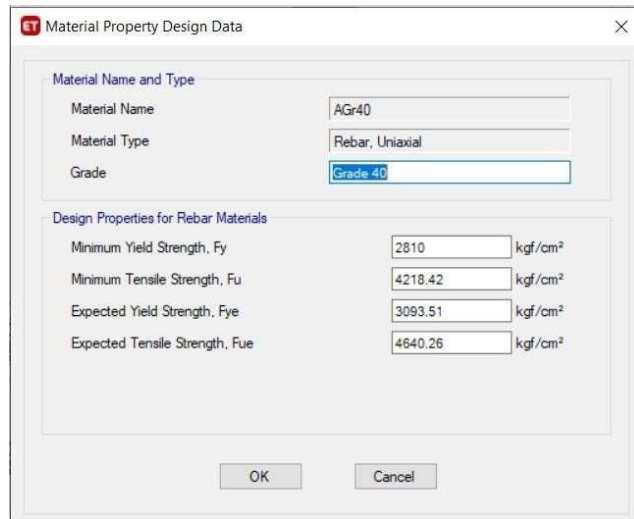 ET Material Property Design Data
Material Name and Type
Material Name AGr40
Material Type Rebar, Uniaxial
Grade Grade 40
Design Properties for Rebar Materials
Minimum Yield Strength, Fy 2810 kgf/cm²
Minimum Tensile Strength, Fu 4218.42 kgf/cm²
Expected Yield Strength, Fye 3093.51 kgf/cm²
Expected Tensile Strength, Fue 4640.26 kgf/cm²
OK Cancel